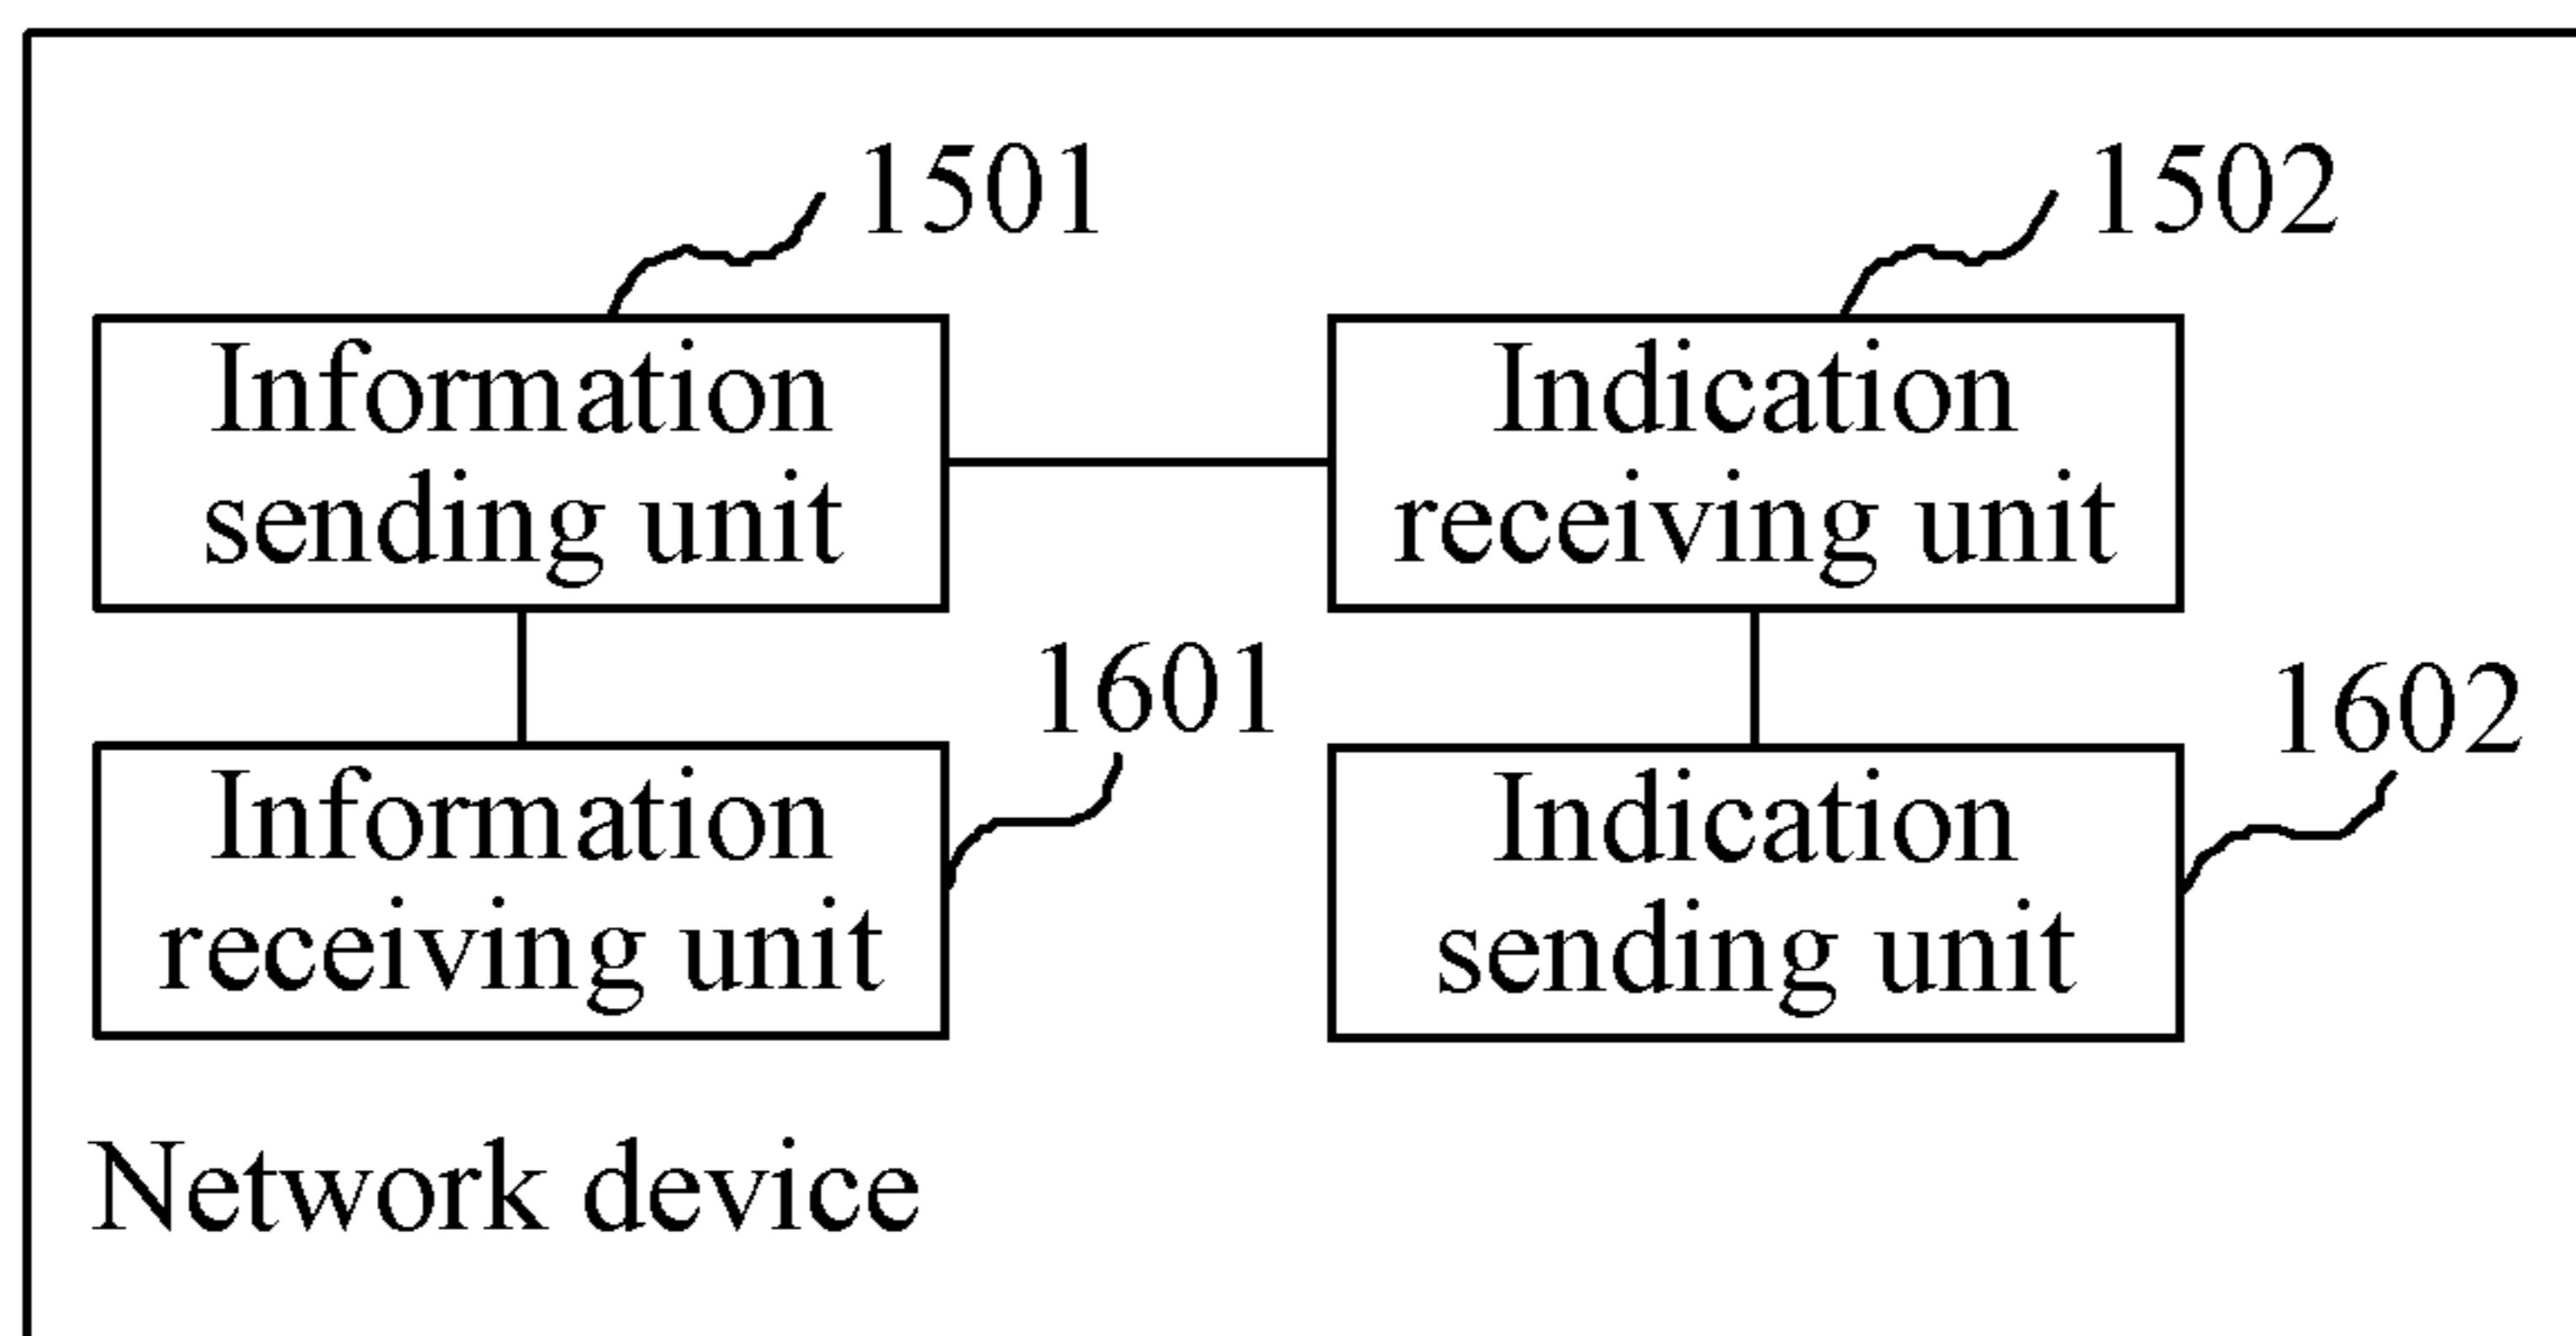 1501
1502
Information
sending unit
Indication
receiving unit
1601
1602
Information
receiving unit
Indication
sending unit
Network device